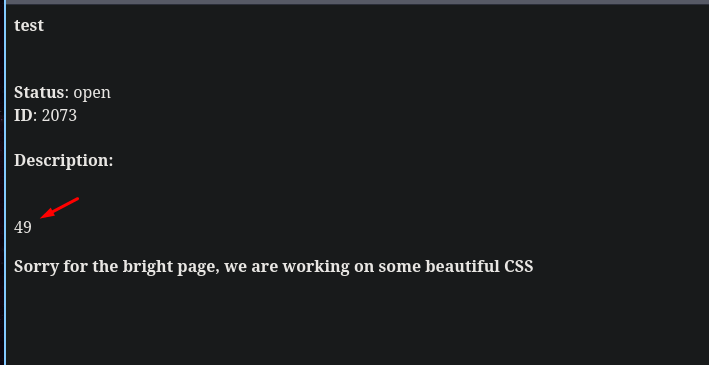 test
Status: open
ID: 2073
Description:
49
Sorry for the bright page, we are working on some beautiful CSS